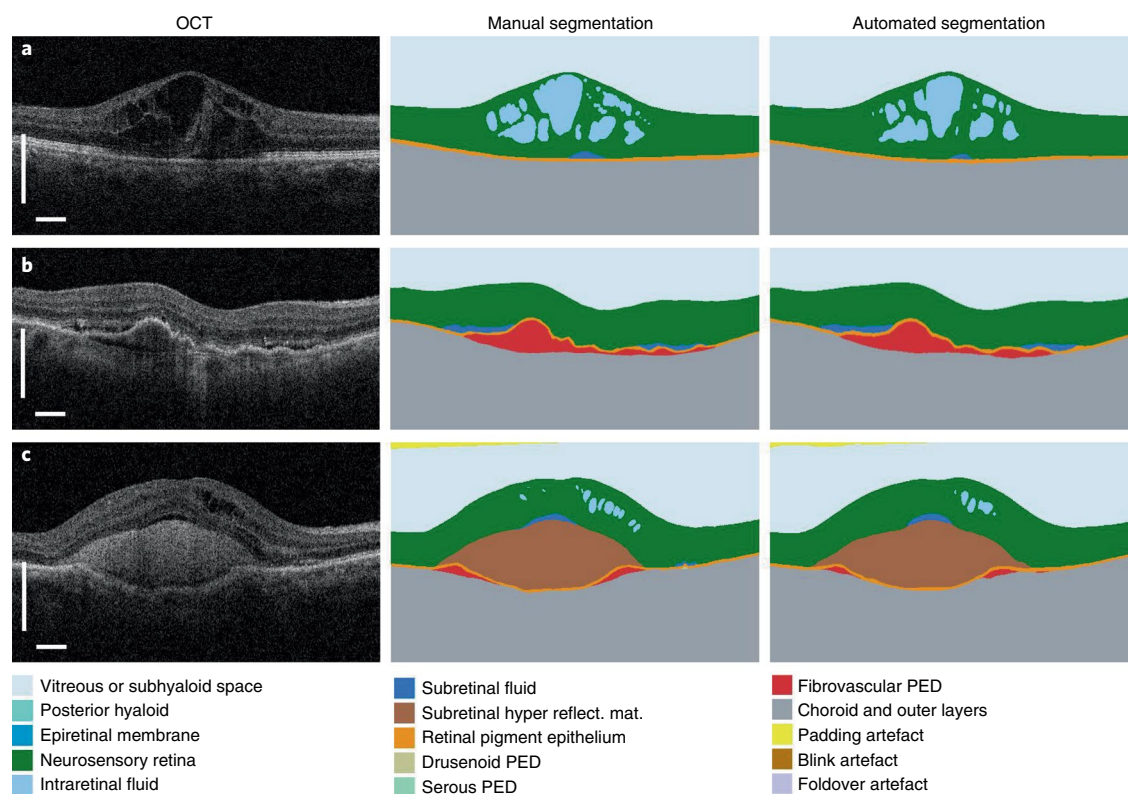 OCT Manual segmentation Automated segmentation
a
b
c
Vitreous or subhyaloid space
Posterior hyaloid
Epiretinal membrane
Neurosensory retina
Intraretinal fluid
Subretinal fluid
Subretinal hyper reflect. mat.
Retinal pigment epithelium
Drusenoid PED
Serous PED
Fibrovascular PED
Choroid and outer layers
Padding artefact
Blink artefact
Foldover artefact